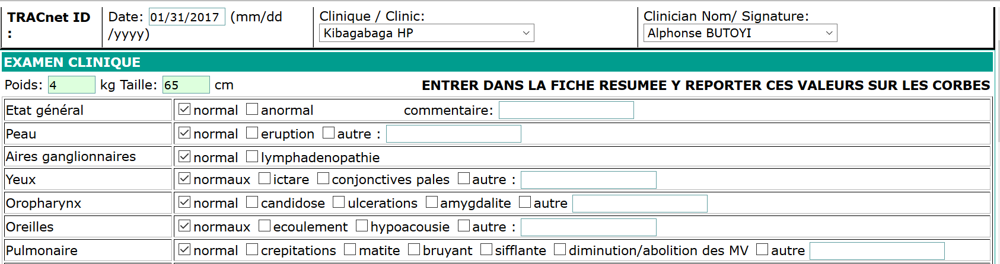 TRACnet ID : Date: 01/31/2017 (mm/dd/yyyy) Clinique / Clinic: Kibagabaga HP Clinician Nom/ Signature: Alphonse BUTOYI
EXAMEN CLINIQUE
Poids: 4 kg Taille: 65 cm ENTRER DANS LA FICHE RESUMEE Y REPORTER CES VALEURS SUR LES CORBES
Etat général normal anormal commentaire:
Peau normal eruption autre :
Aires ganglionnaires normal lymphadenopathie
Yeux normaux ictare conjonctives pales autre :
Oropharynx normal candidose ulcerations amygdalite autre
Oreilles normaux ecoulement hypoacousie autre :
Pulmonaire normal crepitations matite bruyant sifflante diminution/abolition des MV autre